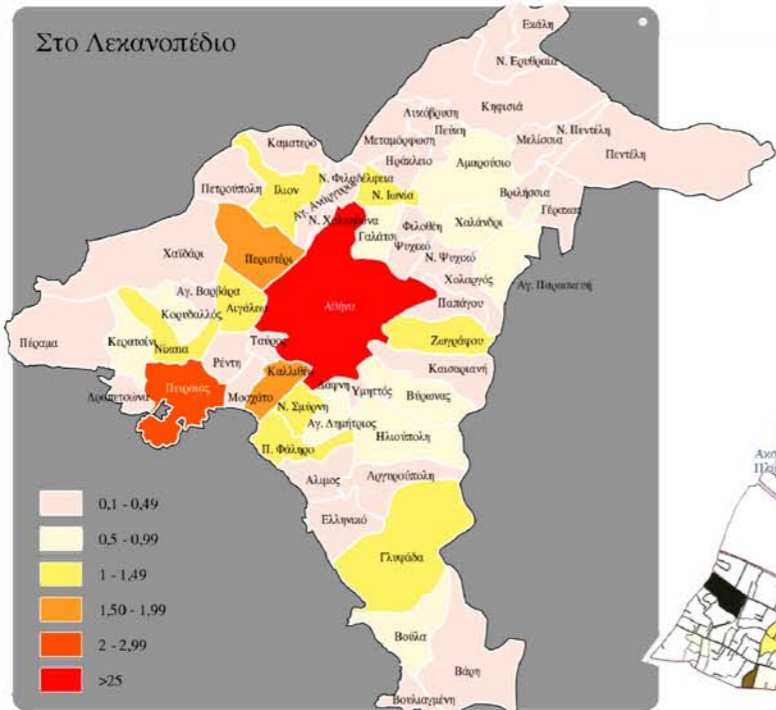 Στο Λεκανοπέδιο
Εκάλη
Ν. Ερυθραία
Κηφισιά
Λυκόβρυση
Πεύκη
Ν. Πεντέλη
Μεταμόρφωση
Μελίσσια
Πεντέλη
Καματερό
Ηράκλειο
Αμαρούσιο
Ν. Φιλαδέλφεια
Πετρούπολη
Ιλιον
Αγ. Ανάργυροι
Ν. Ιωνία
Βριλήσσια
Γέρακας
Ν. Χαλκηδόνα
Φιλοθέη
Χαλάνδρι
Γαλάτσι
Ψυχικό
Χαϊδάρι
Περιστέρι
Ν. Ψυχικό
Χολαργός
Αγ. Παρασκευή
Αγ. Βαρβάρα
Παπάγου
Κορυδαλλός
Αιγάλεω
Αθήνα
Πέραμα
Κερατσίνι
Νίκαια
Ταύρος
Ζωγράφου
Ρέντη
Καισαριανή
Καλλιθέα
Πειραιάς
Δραπετσώνα
Μοσχάτο
Δαφνη
Υμηττός
Βύρωνας
Ν. Σμύρνη
Αγ. Δημήτριος
Ηλιούπολη
Π. Φάληρο
Αλιμος
Αργυρούπολη
Ελληνικό
Γλυφάδα
Βούλα
Βάρη
Βουλιαγμένη
0,1 - 0,49
0,5 - 0,99
1 - 1,49
1,50 - 1,99
2 - 2,99
>25